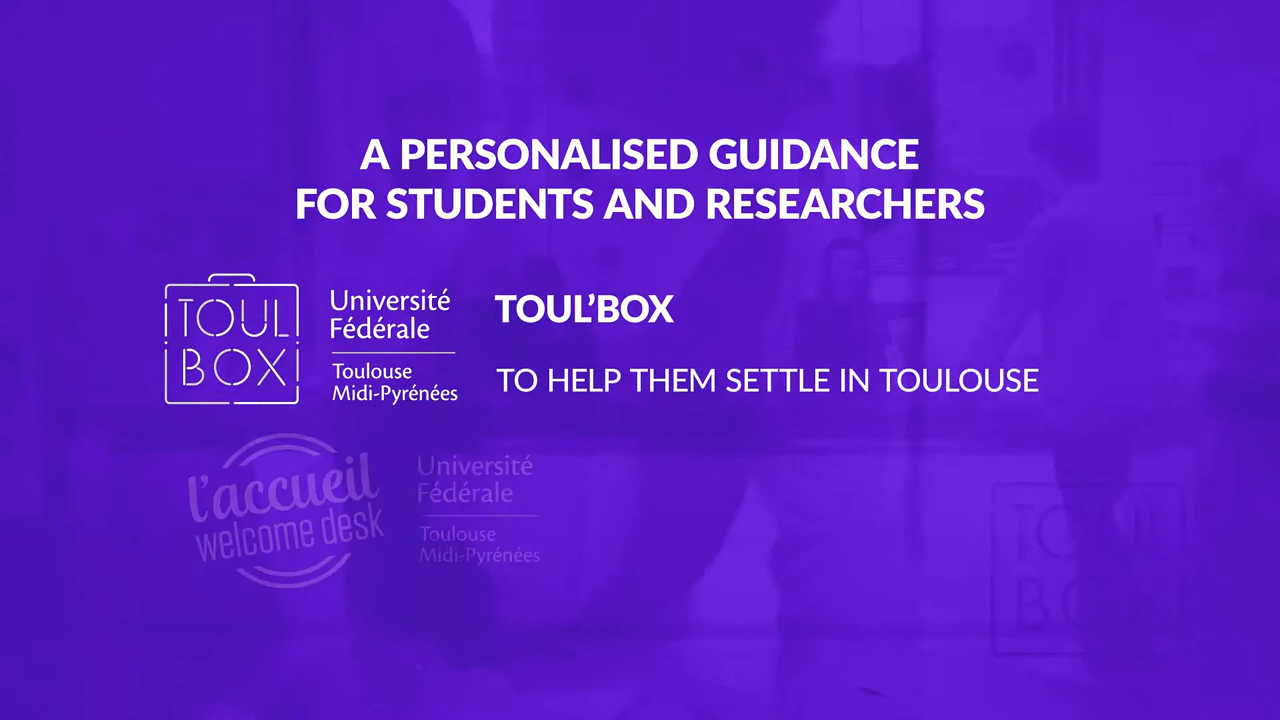 A PERSONALISED GUIDANCE
FOR STUDENTS AND RESEARCHERS
TOUL
BOX
Université
Fédérale
Toulouse
Midi-Pyrénées
TOUL’BOX
TO HELP THEM SETTLE IN TOULOUSE
l'accueil
welcome desk
Université
Fédérale
Toulouse
Midi-Pyrénées